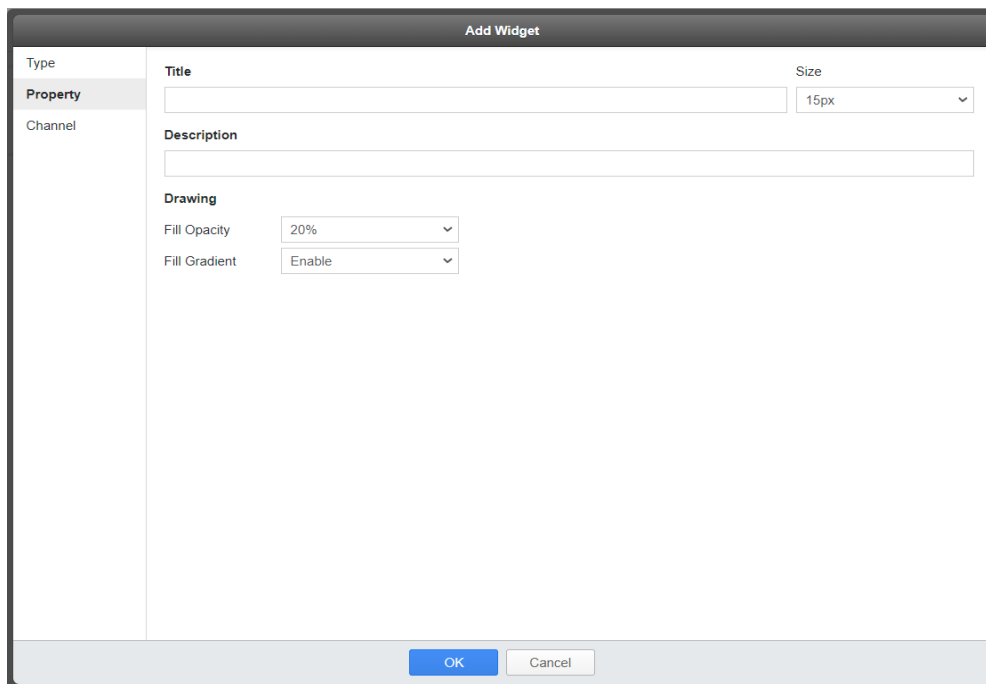 Add Widget
Type
Property
Channel
Title
Size
15px
Description
Drawing
Fill Opacity
20%
Fill Gradient
Enable
OK
Cancel